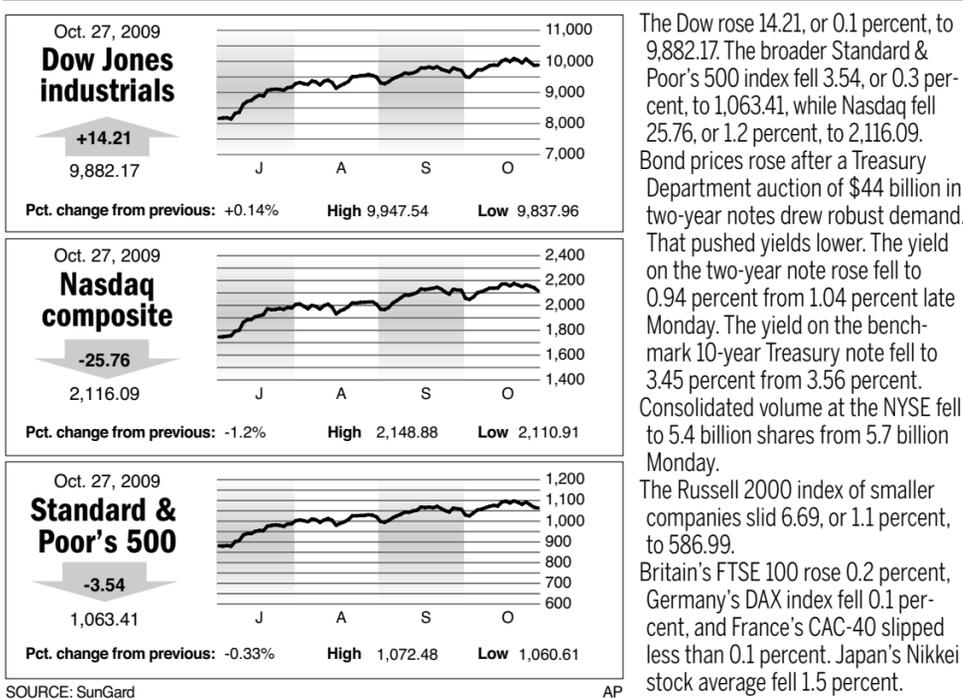 Oct. 27, 2009
Dow Jones
industrials
+14.21
9,882.17
11,000
10,000
9,000
8,000
7,000
J A S O
Pct. change from previous: +0.14% High 9,947.54 Low 9,837.96
Oct. 27, 2009
Nasdaq
composite
-25.76
2,116.09
2,400
2,200
2,000
1,800
1,600
1,400
J A S O
Pct. change from previous: -1.2% High 2,148.88 Low 2,110.91
Oct. 27, 2009
Standard &
Poor's 500
-3.54
1,063.41
1,200
1,100
1,000
900
800
700
600
J A S O
Pct. change from previous: -0.33% High 1,072.48 Low 1,060.61
SOURCE: SunGard AP
The Dow rose 14.21, or 0.1 percent, to
9,882.17. The broader Standard &
Poor's 500 index fell 3.54, or 0.3 per-
cent, to 1,063.41, while Nasdaq fell
25.76, or 1.2 percent, to 2,116.09.
Bond prices rose after a Treasury
Department auction of $44 billion in
two-year notes drew robust demand.
That pushed yields lower. The yield
on the two-year note rose fell to
0.94 percent from 1.04 percent late
Monday. The yield on the bench-
mark 10-year Treasury note fell to
3.45 percent from 3.56 percent.
Consolidated volume at the NYSE fell
to 5.4 billion shares from 5.7 billion
Monday.
The Russell 2000 index of smaller
companies slid 6.69, or 1.1 percent,
to 586.99.
Britain's FTSE 100 rose 0.2 percent,
Germany's DAX index fell 0.1 per-
cent, and France's CAC-40 slipped
less than 0.1 percent. Japan's Nikkei
stock average fell 1.5 percent.